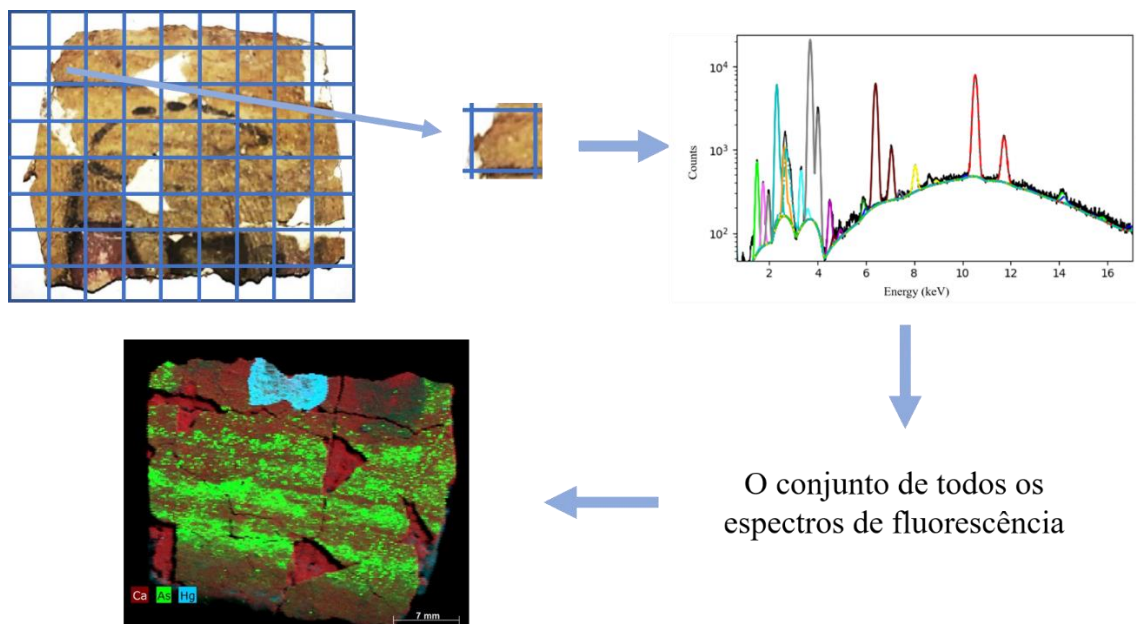 10⁴
10³
10²
Counts
2 4 6 8 10 12 14 16
Energy (keV)
O conjunto de todos os
espectros de fluorescência
Ca As Hg
7 mm